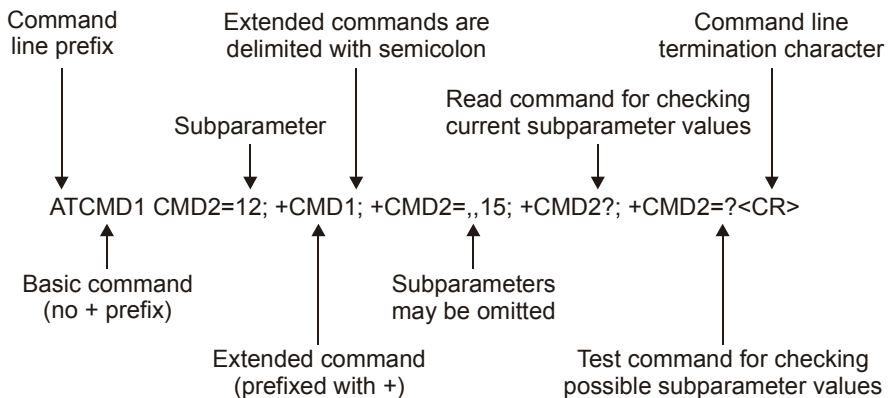 Command
line prefix
Extended commands are
delimited with semicolon
Command line
termination character
Subparameter
Read command for checking
current subparameter values
ATCMD1 CMD2=12; +CMD1; +CMD2=,,15; +CMD2?; +CMD2=?<CR>
Basic command
(no + prefix)
Subparameters
may be omitted
Extended command
(prefixed with +)
Test command for checking
possible subparameter values